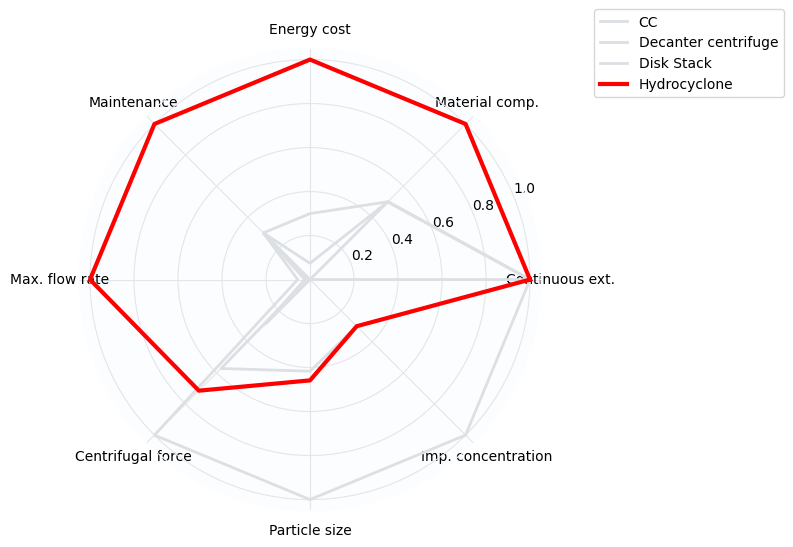 CC
Decanter centrifuge
Disk Stack
Hydrocyclone
Energy cost
Maintenance
Material comp.
1.0
0.8
0.6
0.4
0.2
Max. flow rate
Continuous ext.
Centrifugal force
Imp. concentration
Particle size